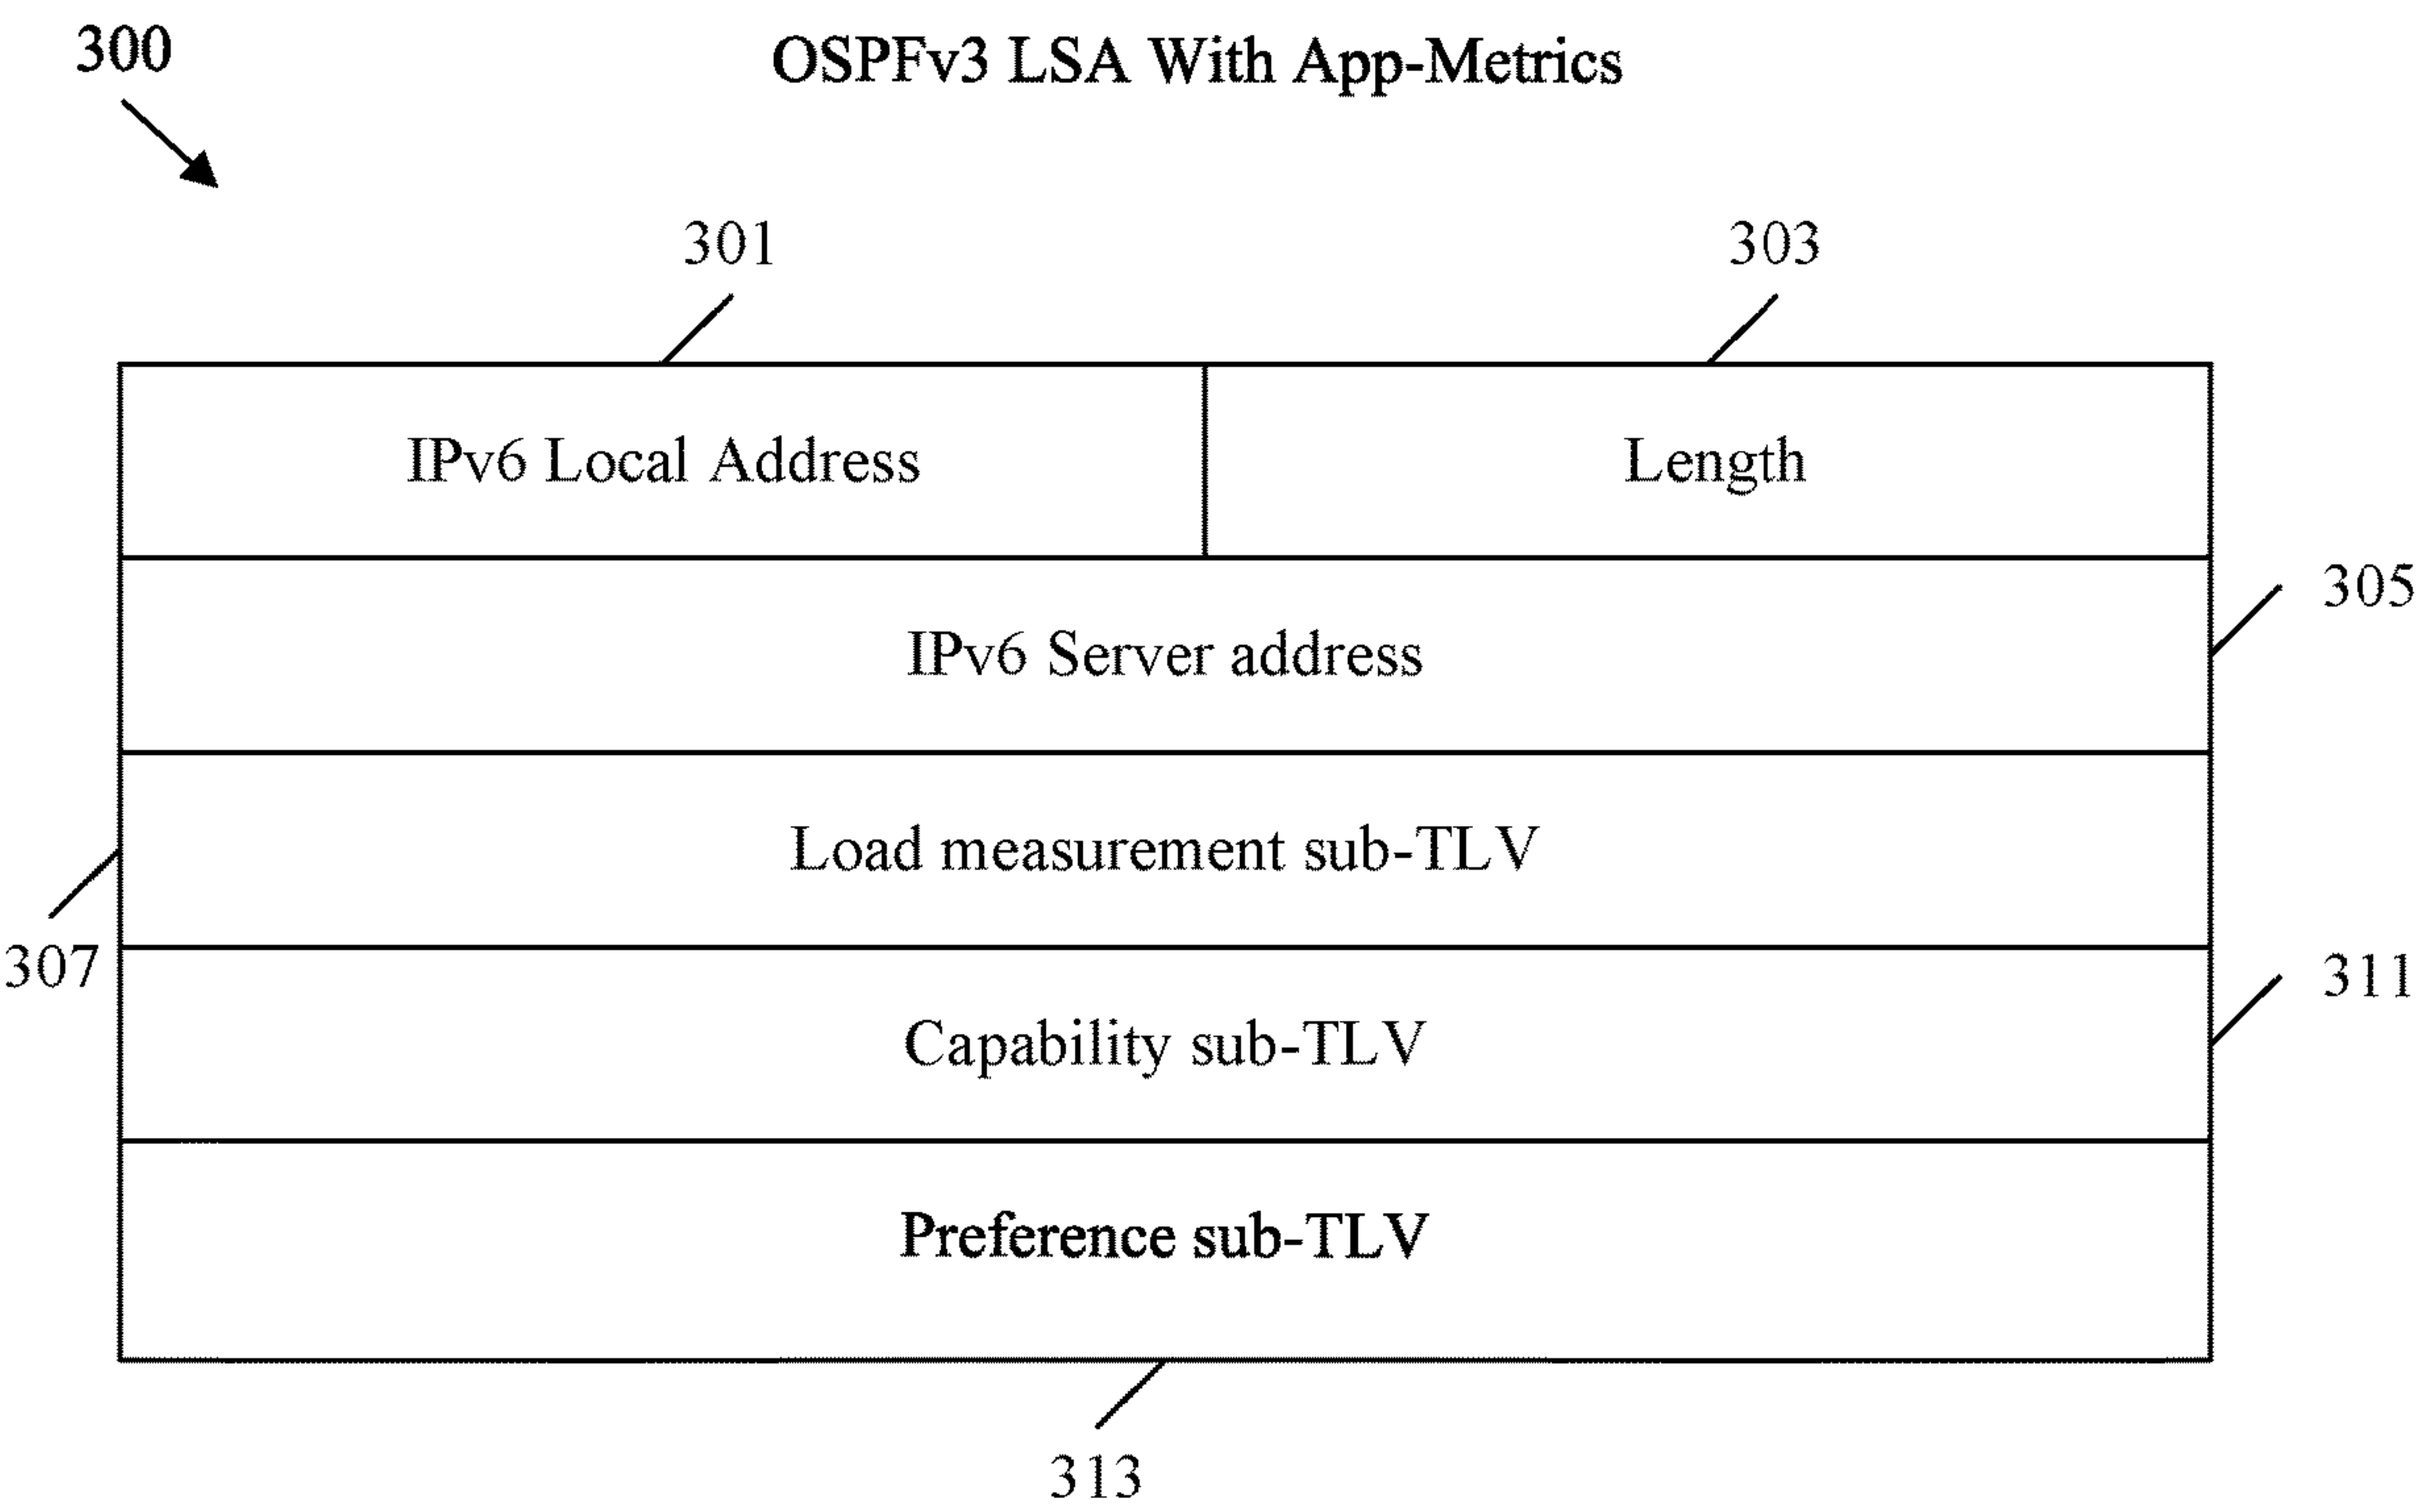 300
OSPFv3 LSA With App-Metrics
301
303
IPv6 Local Address
Length
305
IPv6 Server address
Load measurement sub-TLV
307
311
Capability sub-TLV
Preference sub-TLV
313